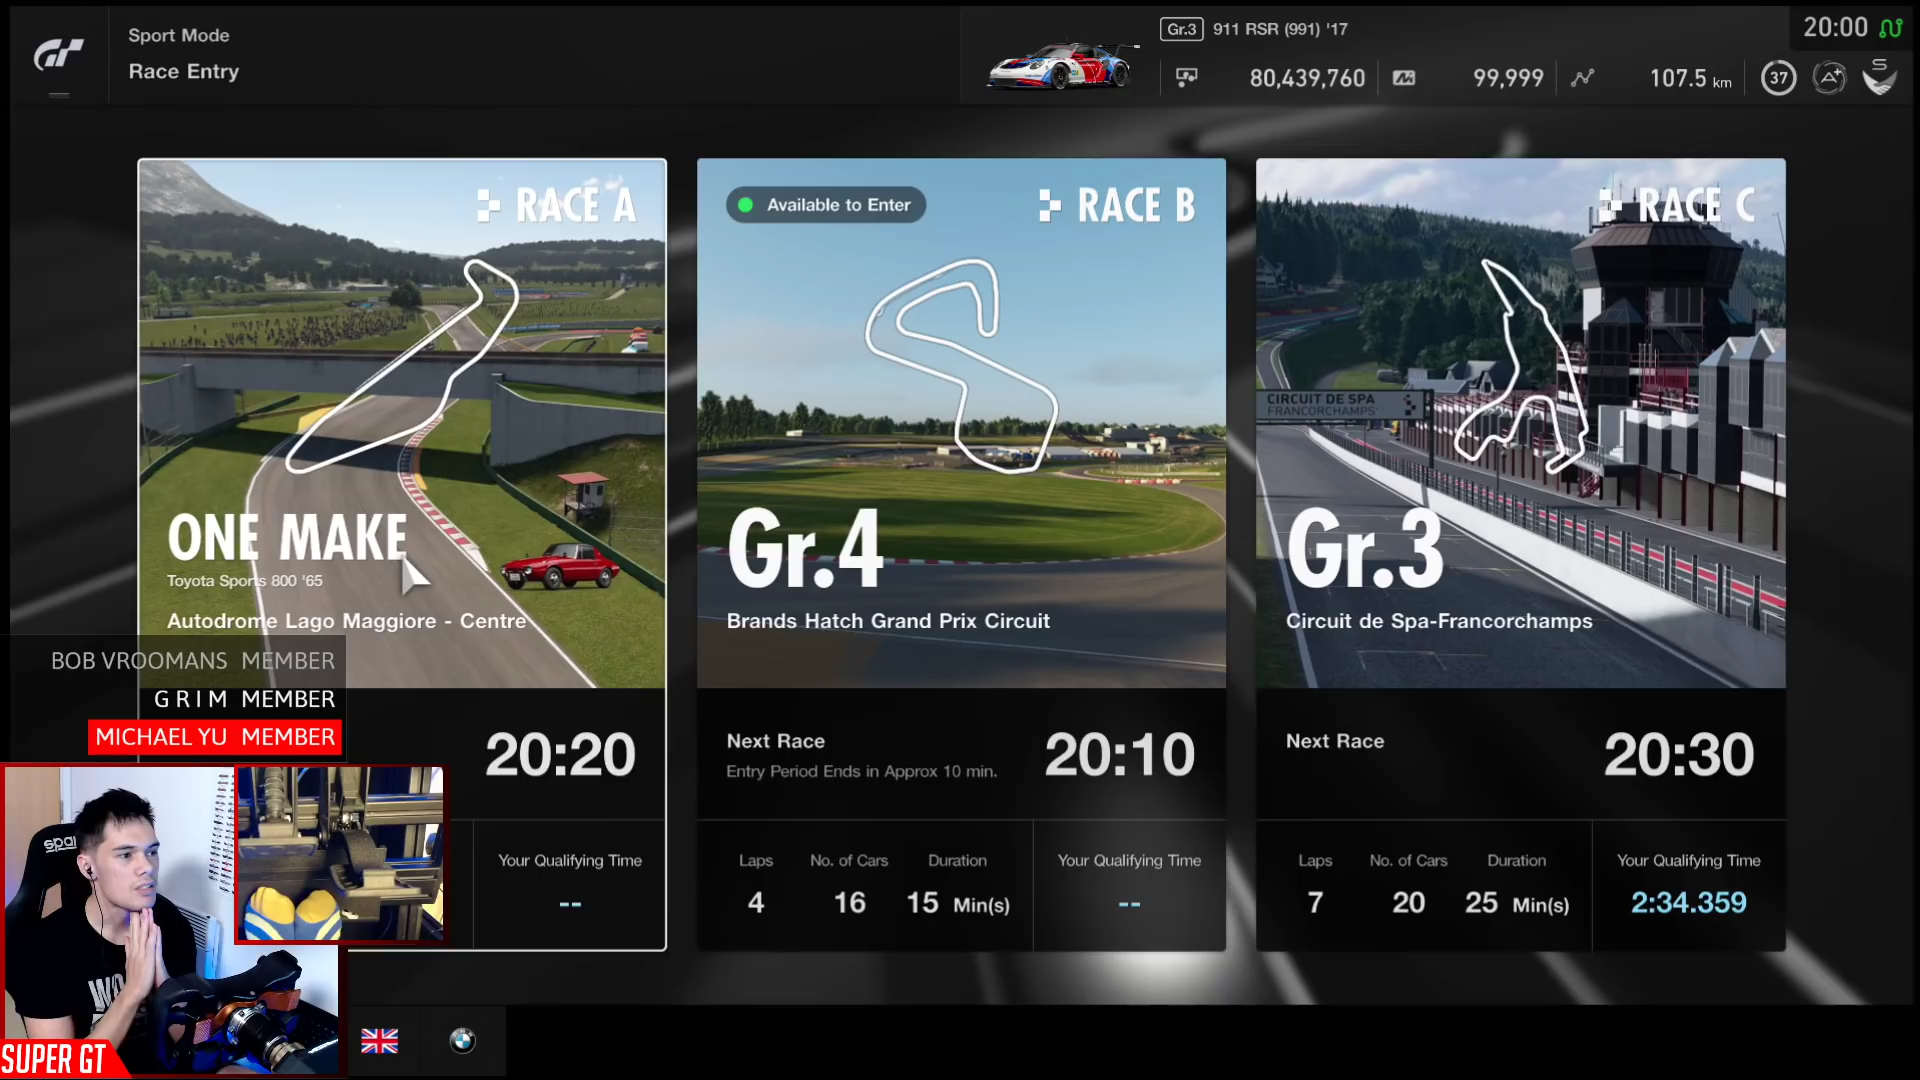 Sport Mode
Race Entry
Gr.3 911 RSR (991) '17
80,439,760
99,999
107.5 km
37
A+
S
20:00
RACE A
ONE MAKE
Toyota Sports 800 '65
Autodrome Lago Maggiore - Centre
20:20
Your Qualifying Time
--
Available to Enter
RACE B
Gr.4
Brands Hatch Grand Prix Circuit
Next Race
Entry Period Ends in Approx 10 min.
20:10
Laps No. of Cars Duration
4 16 15 Min(s)
Your Qualifying Time
--
RACE C
CIRCUIT DE SPA
FRANCORCHAMPS
Gr.3
Circuit de Spa-Francorchamps
Next Race
20:30
Laps No. of Cars Duration
7 20 25 Min(s)
Your Qualifying Time
2:34.359
BOB VROOMANS MEMBER
G R I M MEMBER
MICHAEL YU MEMBER
SUPER GT